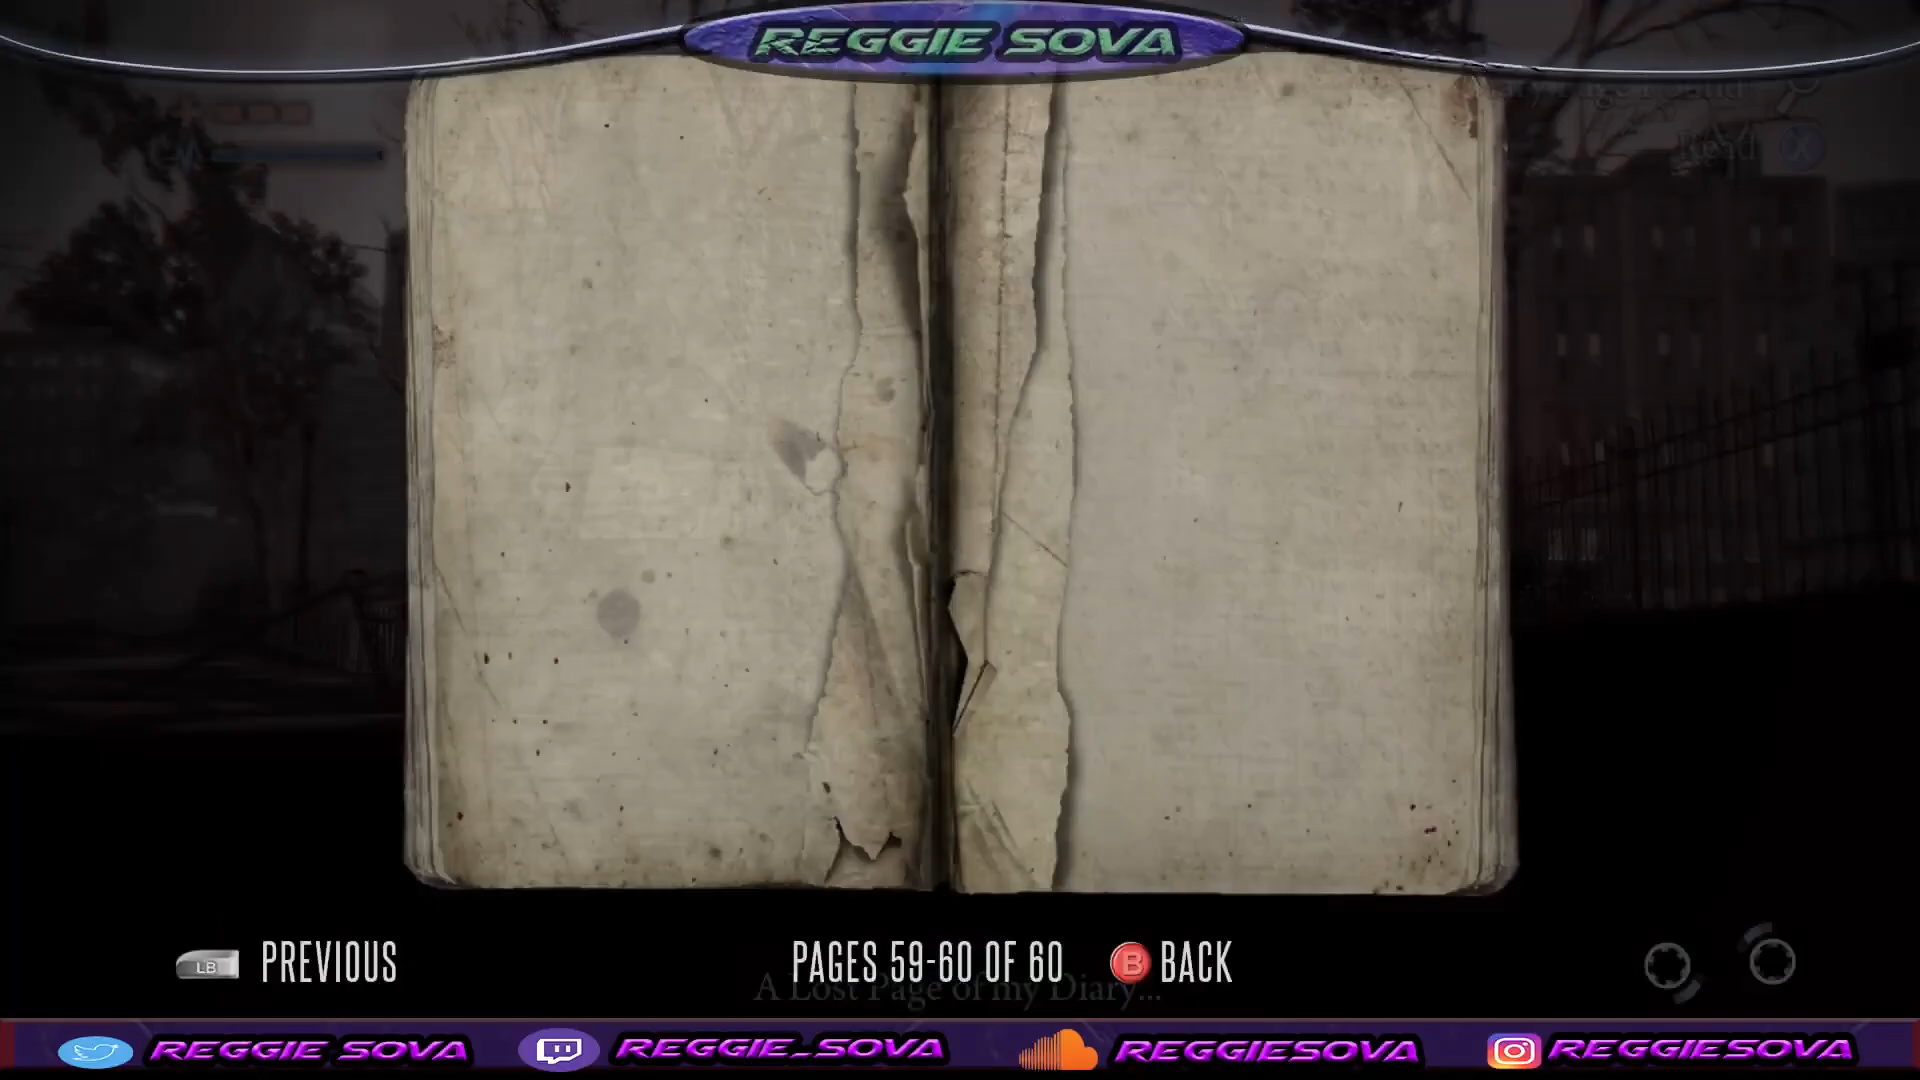 REGGIE SOVA
Read X
LB PREVIOUS
PAGES 59-60 OF 60
B BACK
A Lost Page of my Diary...
REGGIE SOVA
REGGIE_SOVA
REGGIESOVA
REGGIESOVA